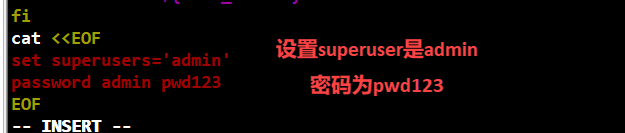 fi
cat <<EOF
set superusers='admin'
设置superuser是admin
password admin pwd123
密码为pwd123
EOF
-- INSERT --